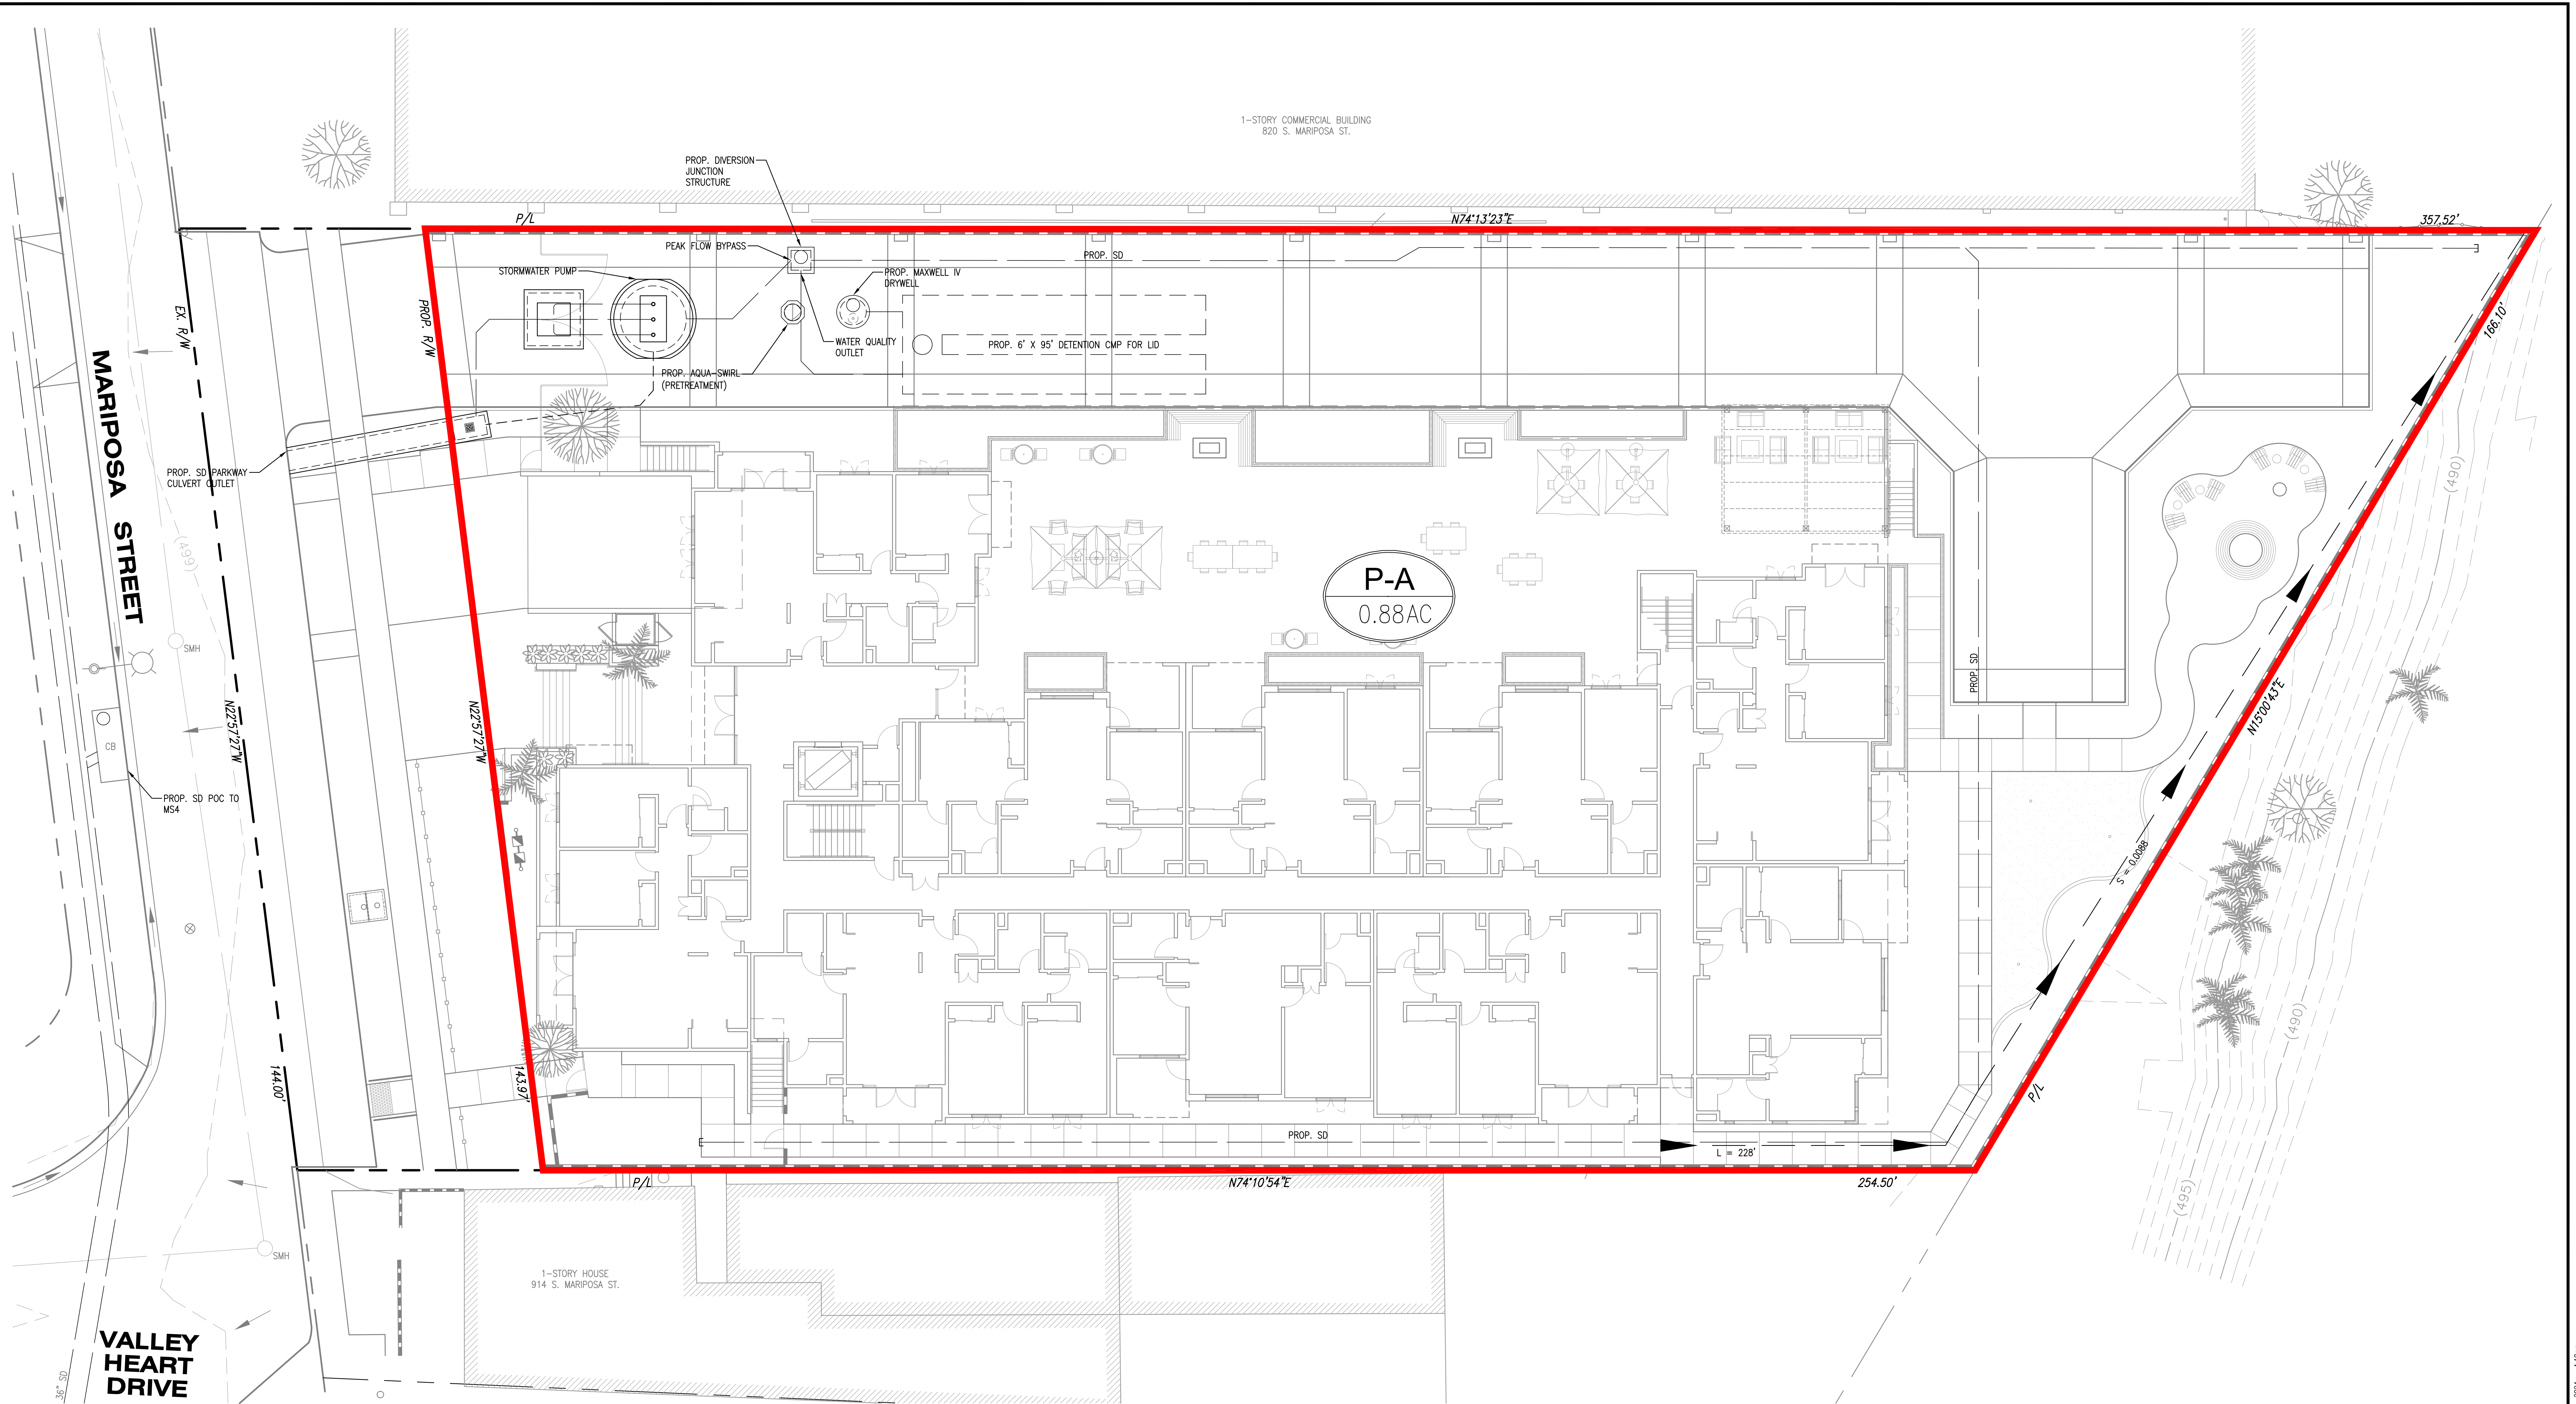 1-STORY COMMERCIAL BUILDING
820 S. MARIPOSA ST.
PROP. DIVERSION
JUNCTION
STRUCTURE
P/L
N74°13'23"E
357.52'
PEAK FLOW BYPASS
PROP. SD
STORMWATER PUMP
PROP. MAXWELL IV
DRYWELL
EX. R/W
PROP. R/W
WATER QUALITY
OUTLET
PROP. 6' X 95' DETENTION CMP FOR LID
166.10'
PROP. AQUA-SWIRL
(PRETREATMENT)
MARIPOSA STREET
PROP. SD PARKWAY
CULVERT OUTLET
(490)
(499)
P-A
0.88AC
SMH
PROP. SD
N22°57'27"W
N22°57'27"W
N15°00'43"E
CB
PROP. SD POC TO
MS4
S = 0.0088
(490)
144.00'
143.97'
P/L
PROP. SD
L = 228'
P/L
N74°10'54"E
254.50'
(495)
SMH
1-STORY HOUSE
914 S. MARIPOSA ST.
VALLEY
HEART
DRIVE
36" SD